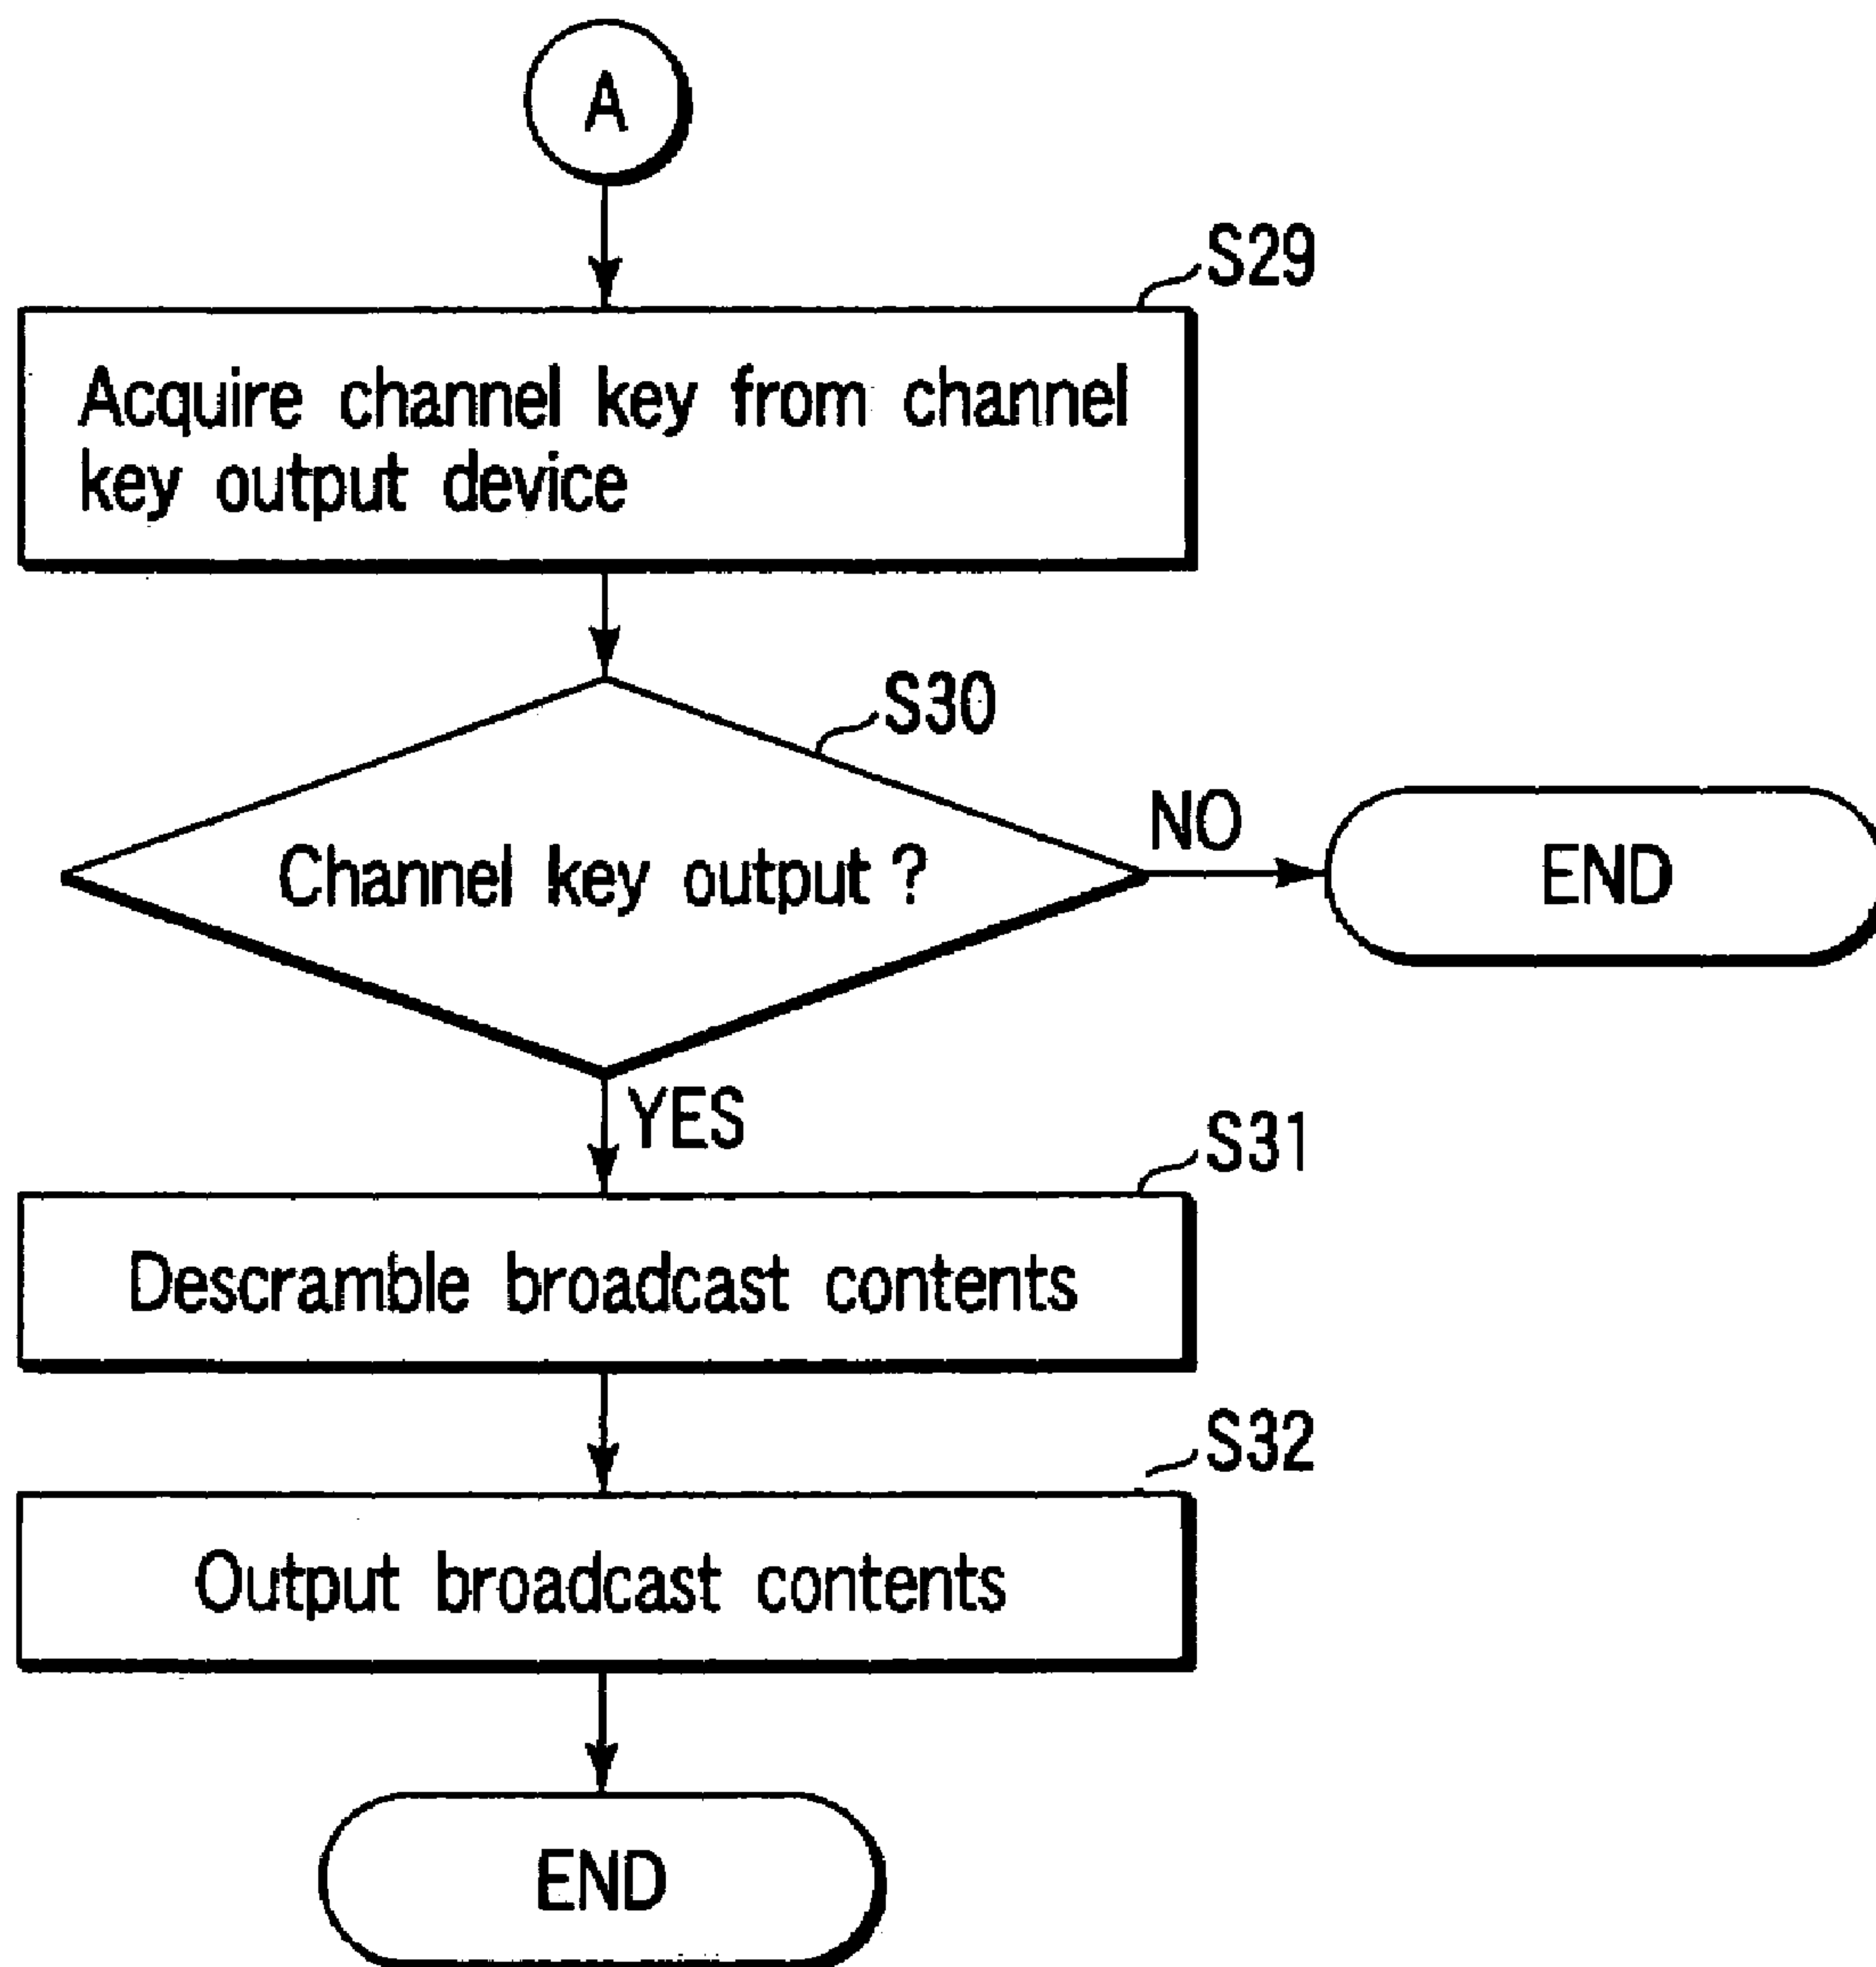 A
S29
Acquire channel key from channel
key output device
S30
Channel key output ?
NO
END
YES
S31
Descramble broadcast contents
S32
Output broadcast contents
END